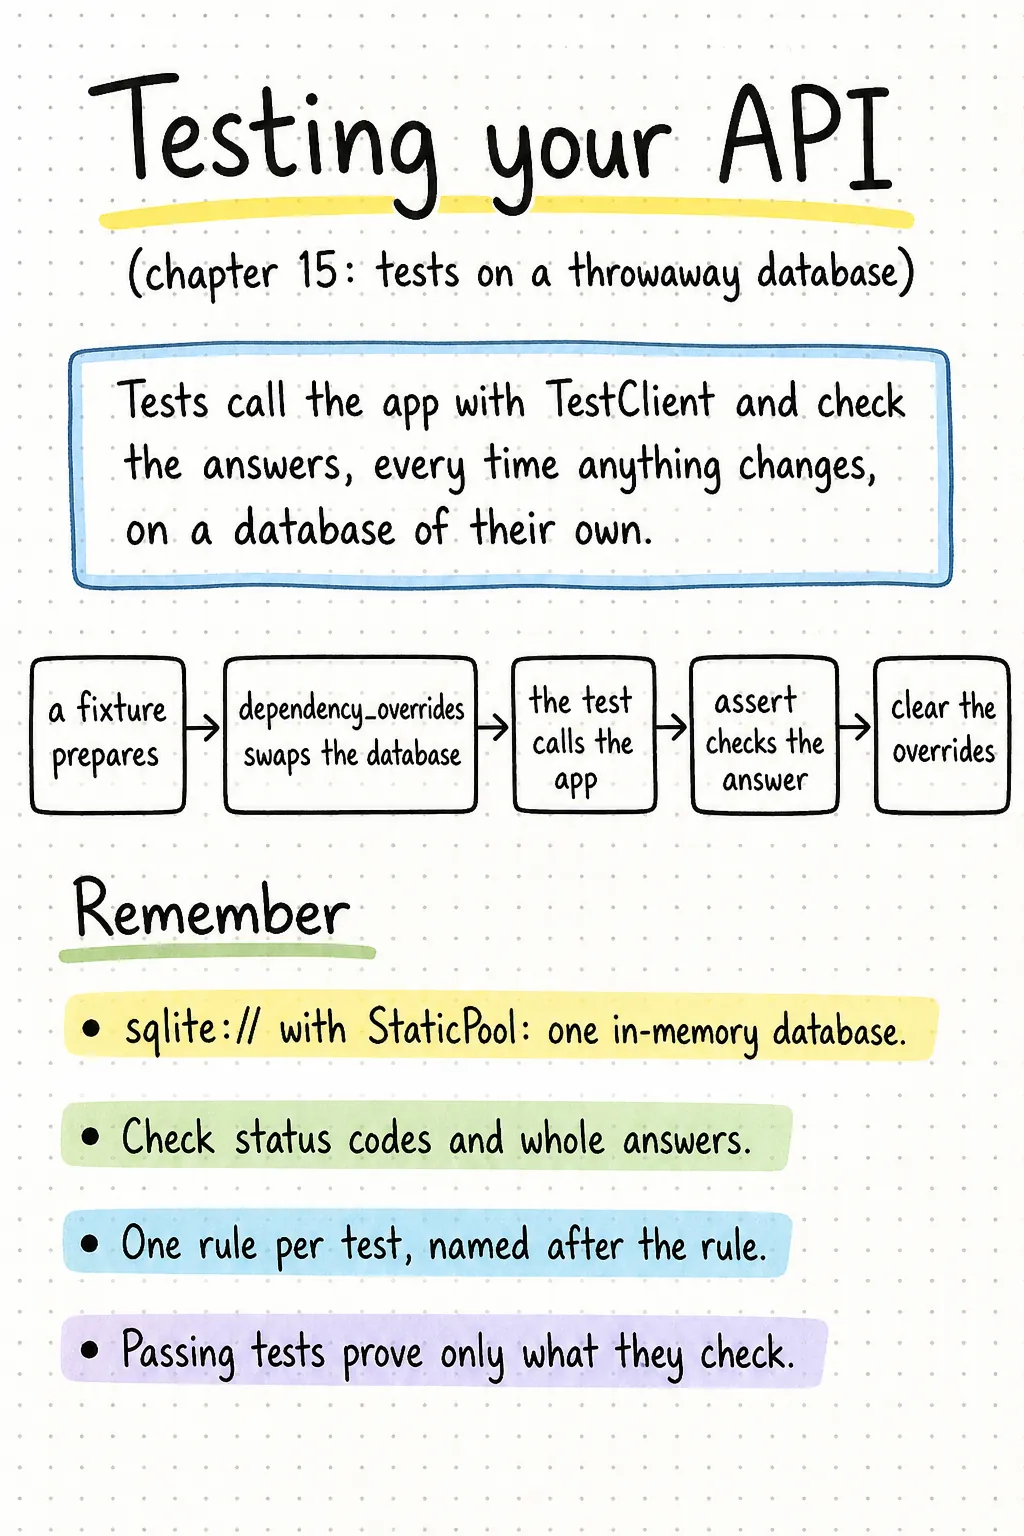 Testing your API
(chapter 15: tests on a throwaway database)
Tests call the app with TestClient and check
the answers, every time anything changes,
on a database of their own.
a fixture
prepares
dependency_overrides
swaps the database
the test
calls the
app
assert
checks the
answer
clear the
overrides
Remember
• sqlite:// with StaticPool: one in-memory database.
• Check status codes and whole answers.
• One rule per test, named after the rule.
• Passing tests prove only what they check.